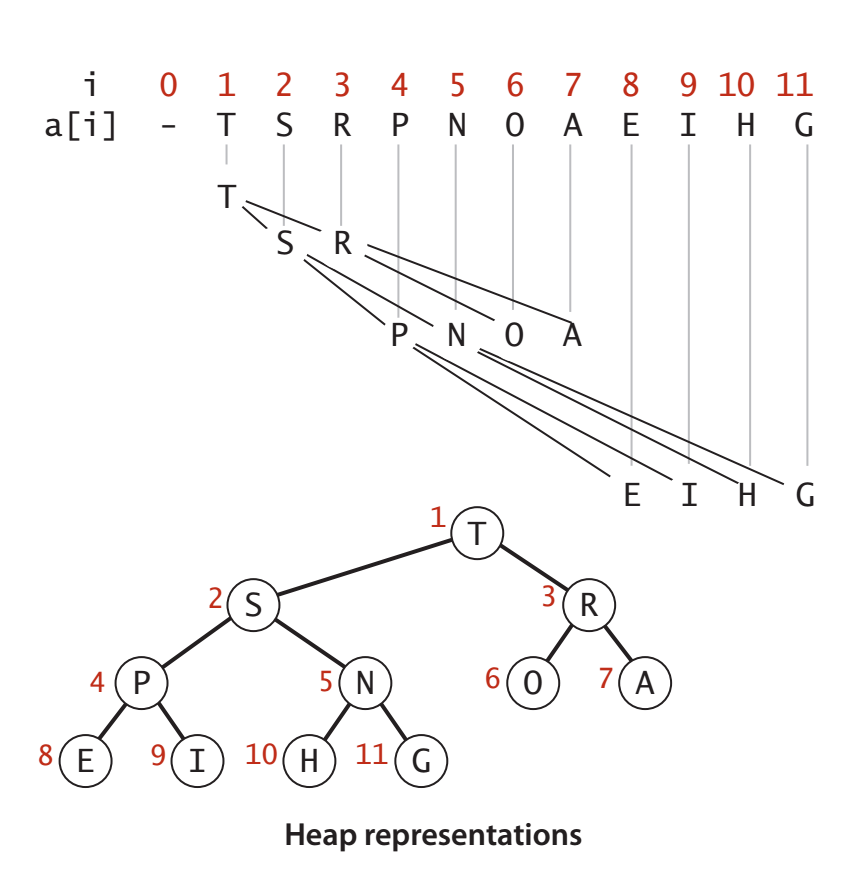 i 0 1 2 3 4 5 6 7 8 9 10 11
a[i] – T S R P N O A E I H G
T
S R
P N O A
E I H G
1 T
2 S 3 R
4 P 5 N 6 O 7 A
8 E 9 I 10 H 11 G
Heap representations